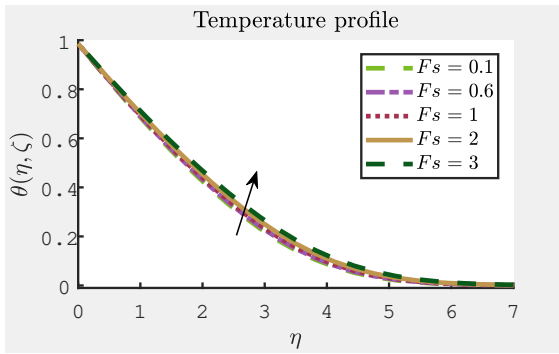 Temperature profile
1
0.8
0.6
0.4
0.2
0
θ(η, ζ)
Fs = 0.1
Fs = 0.6
Fs = 1
Fs = 2
Fs = 3
0 1 2 3 4 5 6 7
η